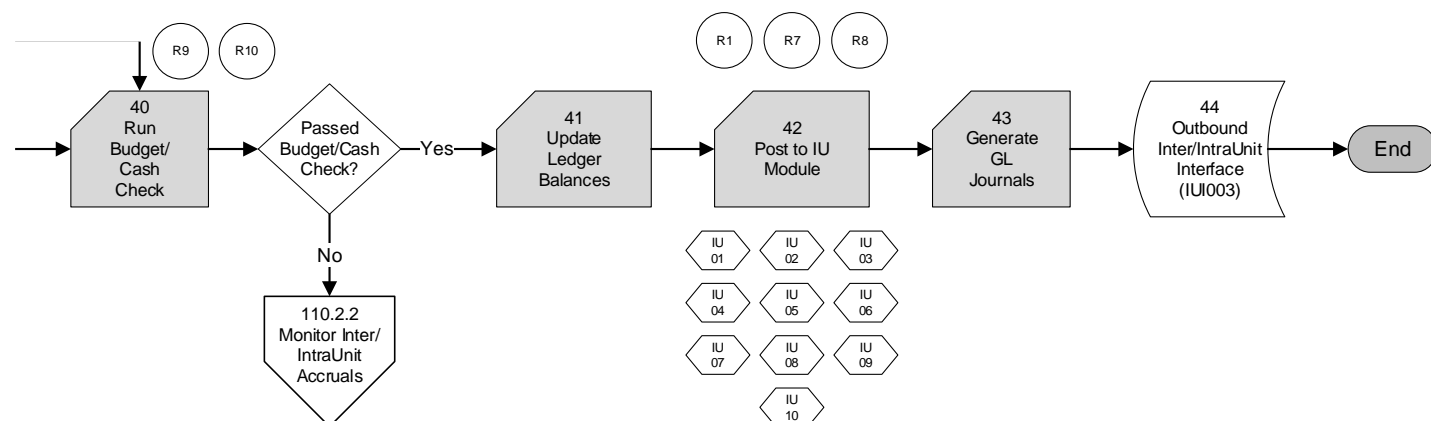 R9
R10
R1
R7
R8
40
Run
Budget/
Cash
Check
Passed
Budget/Cash
Check?
Yes
41
Update
Ledger
Balances
42
Post to IU
Module
43
Generate
GL
Journals
44
Outbound
Inter/IntraUnit
Interface
(IUI003)
End
No
110.2.2
Monitor Inter/
IntraUnit
Accruals
IU
01
IU
02
IU
03
IU
04
IU
05
IU
06
IU
07
IU
08
IU
09
IU
10